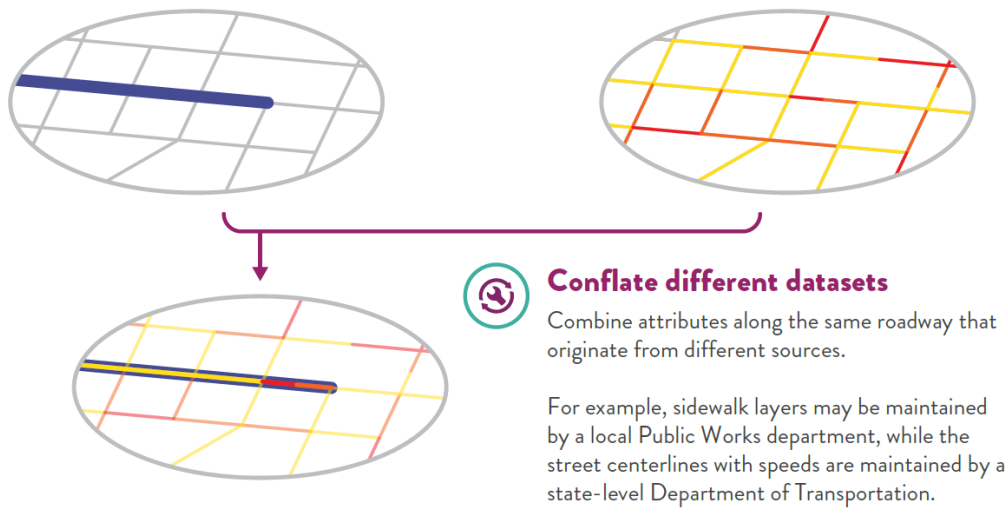 Conflate different datasets
Combine attributes along the same roadway that
originate from different sources.
For example, sidewalk layers may be maintained
by a local Public Works department, while the
street centerlines with speeds are maintained by a
state-level Department of Transportation.